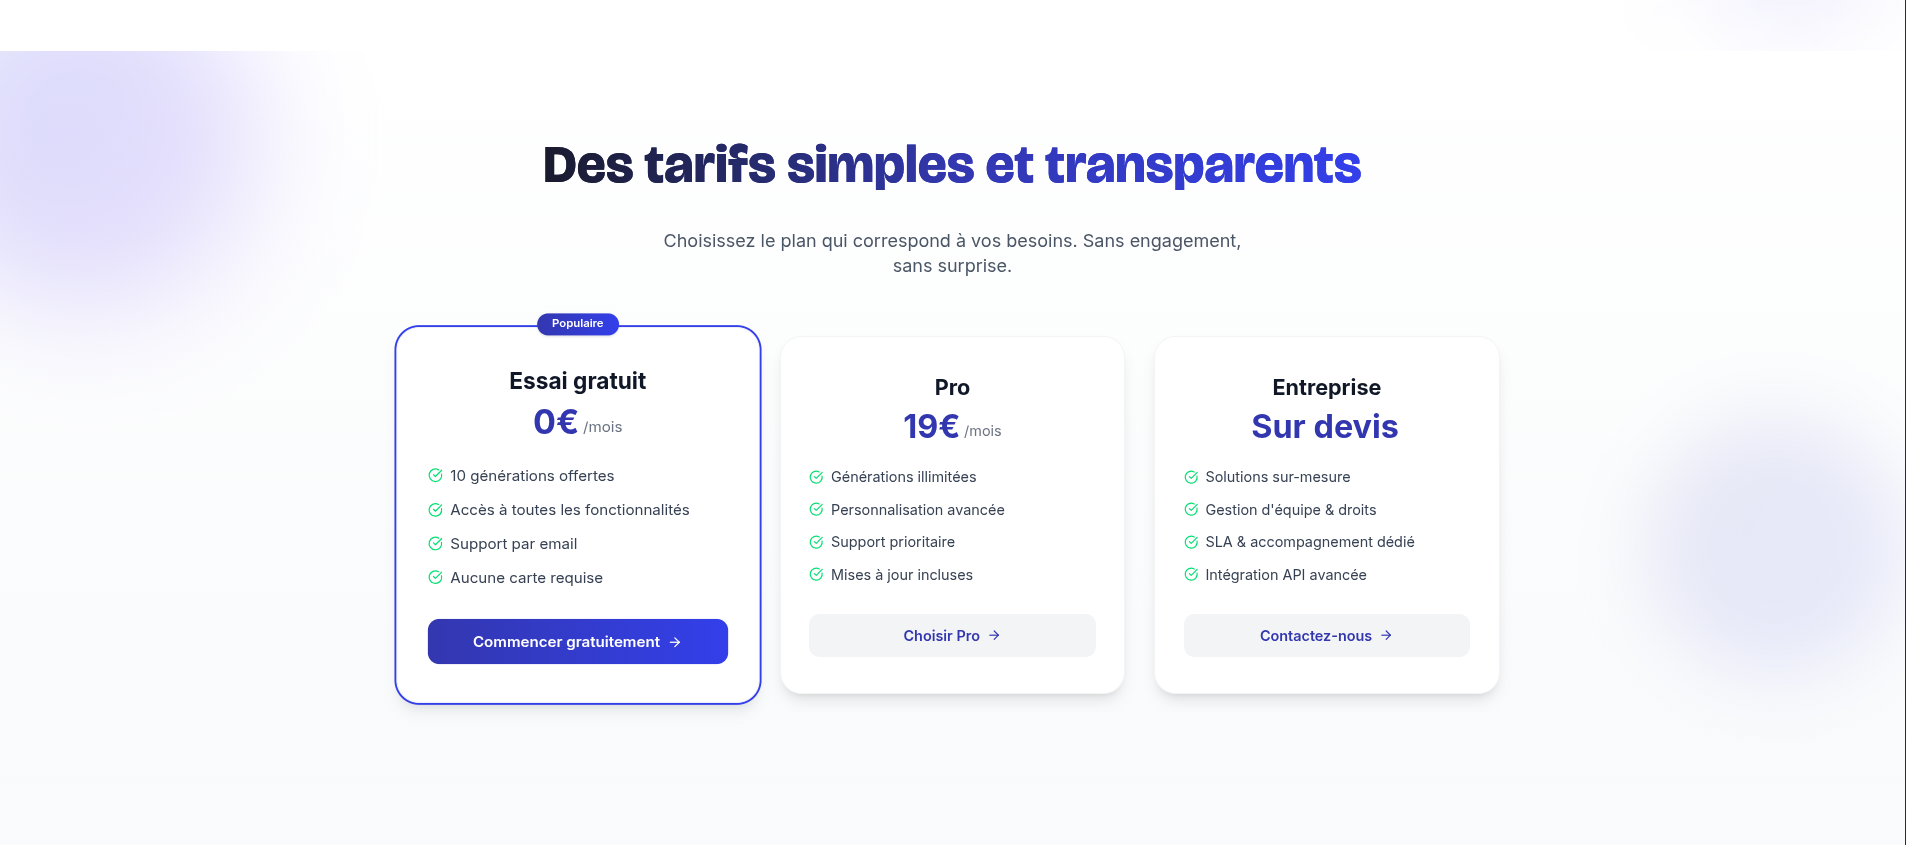 Des tarifs simples et transparents
Choisissez le plan qui correspond à vos besoins. Sans engagement,
sans surprise.
Populaire
Essai gratuit
0€ /mois
10 générations offertes
Accès à toutes les fonctionnalités
Support par email
Aucune carte requise
Commencer gratuitement
Pro
19€ /mois
Générations illimitées
Personnalisation avancée
Support prioritaire
Mises à jour incluses
Choisir Pro
Entreprise
Sur devis
Solutions sur-mesure
Gestion d'équipe & droits
SLA & accompagnement dédié
Intégration API avancée
Contactez-nous